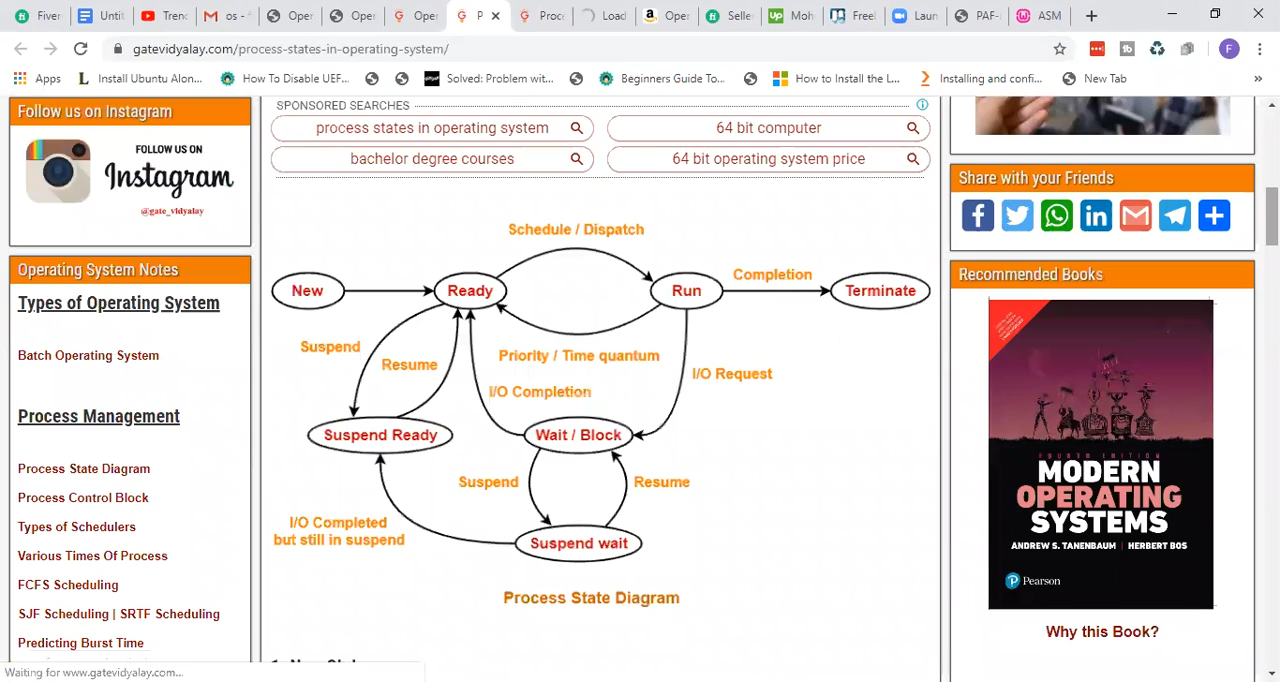 Fiver
Unti
Trenc
os -
Oper
Oper
Oper
P
Proc
Load
Oper
Selle
Moh
Freel
Laun
PAF-
ASM
gatevidyalay.com/process-states-in-operating-system/
F
Apps
Install Ubuntu Alon...
How To Disable UEF...
Solved: Problem wit...
Beginners Guide To...
How to Install the L...
Installing and confi...
New Tab
»
Follow us on Instagram
FOLLOW US ON
Instagram
@gate_vidyalay
Operating System Notes
Types of Operating System
Batch Operating System
Process Management
Process State Diagram
Process Control Block
Types of Schedulers
Various Times Of Process
FCFS Scheduling
SJF Scheduling | SRTF Scheduling
Predicting Burst Time
Waiting for www.gatevidyalay.com...
SPONSORED SEARCHES
process states in operating system
64 bit computer
bachelor degree courses
64 bit operating system price
Schedule / Dispatch
New
Ready
Run
Completion
Terminate
Suspend
Resume
Priority / Time quantum
I/O Completion
I/O Request
Suspend Ready
Wait / Block
Suspend
Resume
I/O Completed
but still in suspend
Suspend wait
Process State Diagram
Share with your Friends
Recommended Books
FOURTH EDITION
MODERN
OPERATING
SYSTEMS
ANDREW S. TANENBAUM | HERBERT BOS
P Pearson
Why this Book?